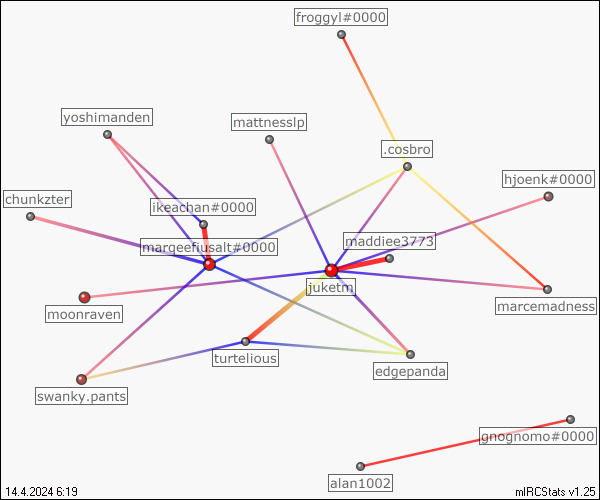 froggyl#0000
yoshimanden
mattnesslp
.cosbro
hjoenk#0000
chunkzter
ikeachan#0000
maddiee3773
margeefiusalt#0000
juketm
moonraven
marcemadness
turtelious
edgepanda
swanky.pants
gnognomo#0000
alan1002
14.4.2024 6:19
mIRCStats v1.25